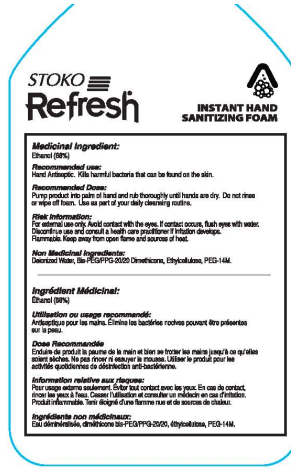 STOKO
Refresh
INSTANT HAND
SANITIZING FOAM
Medicinal Ingredient:
Ethanol (68%)
Recommended use:
Hand Antiseptic. Kills harmful bacteria that can be found on the skin.
Recommended Dose:
Pump product into palm of hand and rub thoroughly until hands are dry. Do not rinse
or wipe off foam. Use as part of your daily cleansing routine.
Risk Information:
For external use only. Avoid contact with the eyes. If contact occurs, flush eyes with water.
Discontinue use and consult a health care practitioner if irritation develops.
Flammable. Keep away from open flame and sources of heat.
Non Medicinal Ingredients:
Deionized Water, Bis-PEG/PPG-20/20 Dimethicone, Ethylcellulose, PEG-14M.
Ingrédient Médicinal:
Éthanol (68%)
Utilisation ou usage recommandé:
Antiseptique pour les mains. Élimine les bactéries nocives pouvant être présentes
sur la peau.
Dose Recommandée
Enduire de produit la paume de la main et bien se frotter les mains jusqu'à ce qu'elles
soient sèches. Ne pas rincer ni essuyer la mousse. Utiliser le produit pour les
activités quotidiennes de désinfection anti-bactérienne.
Information relative aux risques:
Pour usage externe seulement. Éviter tout contact avec les yeux. En cas de contact,
rincer les yeux à l'eau. Cesser l'utilisation et consulter un médecin en cas d'irritation.
Produit inflammable. Tenir éloigné d'une flamme nue et de sources de chaleur.
Ingrédients non médicinaux:
Eau déminéralisée, diméthicone bis-PEG/PPG-20/20, éthylcellulose, PEG-14M.